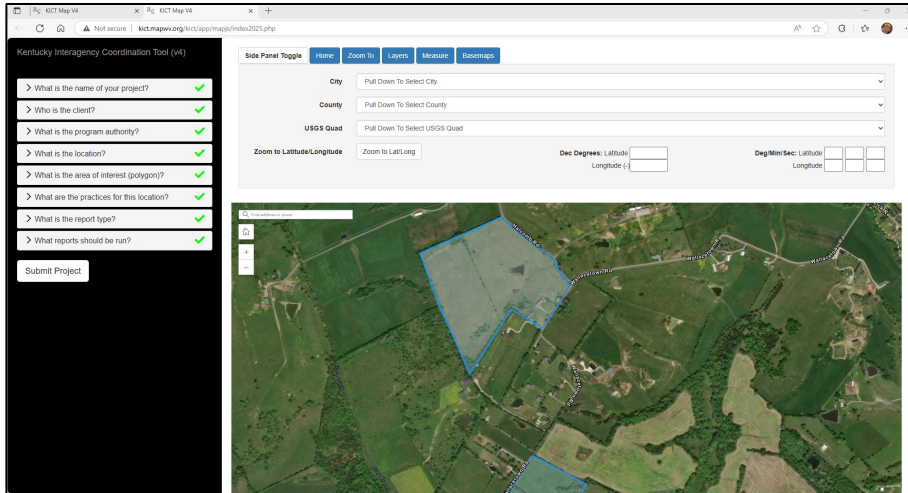 KICT Map V4
KICT Map V4
Not secure
kict.mapwv.org/kict/app/mapjs/index2025.php
Kentucky Interagency Coordination Tool (v4)
What is the name of your project?
Who is the client?
What is the program authority?
What is the location?
What is the area of interest (polygon)?
What are the practices for this location?
What is the report type?
What reports should be run?
Submit Project
Side Panel Toggle Home Zoom To Layers Measure Basemaps
City Pull Down To Select City
County Pull Down To Select County
USGS Quad Pull Down To Select USGS Quad
Zoom to Latitude/Longitude Zoom to Lat/Long Dec Degrees: Latitude Deg/Min/Sec: Latitude
Longitude (-) Longitude
Find address or place
Holcomb Rd
Wallacetown Rd
Wallacetown Rd
Wallacetown Rd